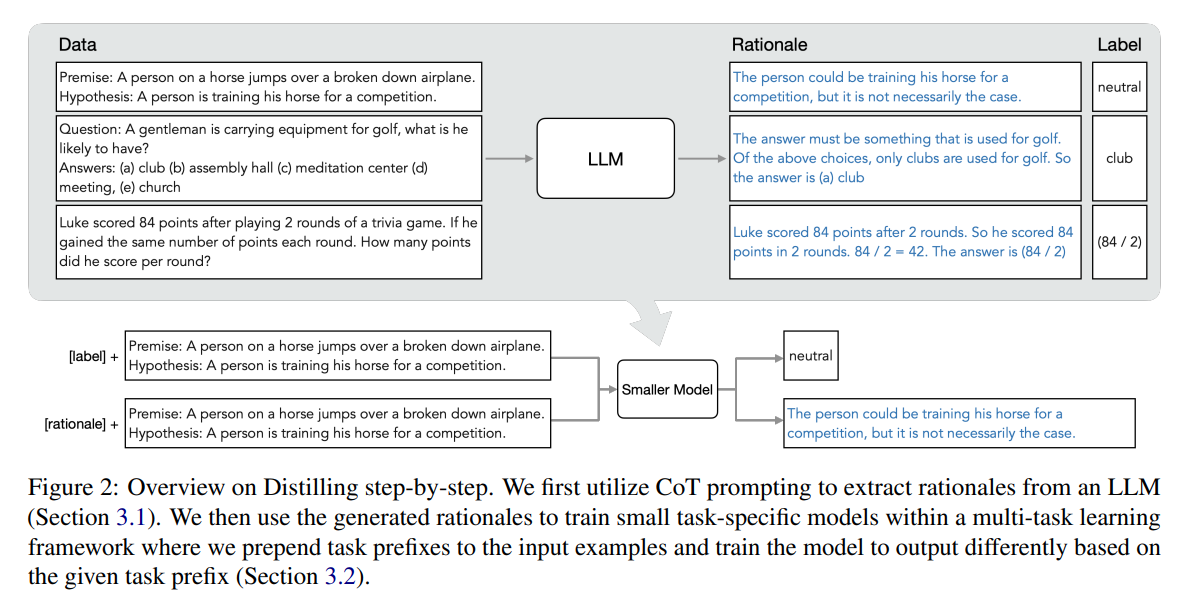 Data
Rationale
Label
Premise: A person on a horse jumps over a broken down airplane.
Hypothesis: A person is training his horse for a competition.
The person could be training his horse for a
competition, but it is not necessarily the case.
neutral
Question: A gentleman is carrying equipment for golf, what is he
likely to have?
Answers: (a) club (b) assembly hall (c) meditation center (d)
meeting, (e) church
LLM
The answer must be something that is used for golf.
Of the above choices, only clubs are used for golf. So
the answer is (a) club
club
Luke scored 84 points after playing 2 rounds of a trivia game. If he
gained the same number of points each round. How many points
did he score per round?
Luke scored 84 points after 2 rounds. So he scored 84
points in 2 rounds. 84 / 2 = 42. The answer is (84 / 2)
(84 / 2)
[label] +
Premise: A person on a horse jumps over a broken down airplane.
Hypothesis: A person is training his horse for a competition.
[rationale] +
Premise: A person on a horse jumps over a broken down airplane.
Hypothesis: A person is training his horse for a competition.
Smaller Model
neutral
The person could be training his horse for a
competition, but it is not necessarily the case.
Figure 2: Overview on Distilling step-by-step. We first utilize CoT prompting to extract rationales from an LLM
(Section 3.1). We then use the generated rationales to train small task-specific models within a multi-task learning
framework where we prepend task prefixes to the input examples and train the model to output differently based on
the given task prefix (Section 3.2).